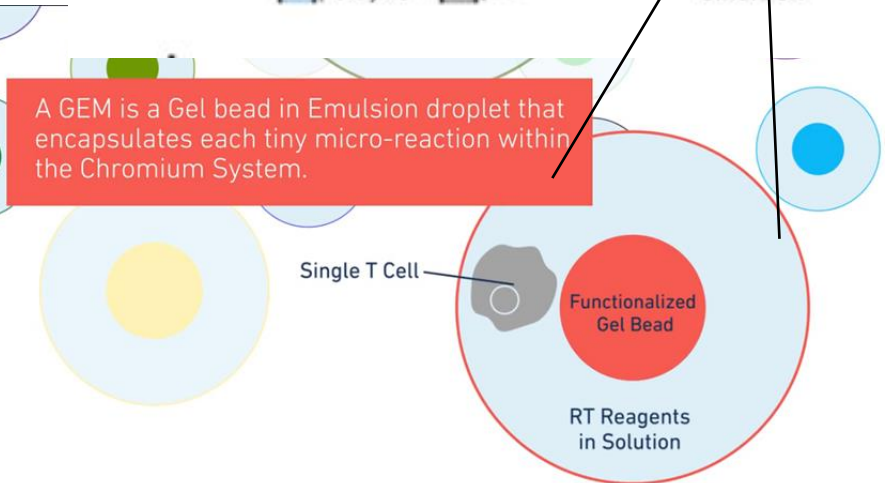 A GEM is a Gel bead in Emulsion droplet that
encapsulates each tiny micro-reaction within
the Chromium System.
Single T Cell
Functionalized
Gel Bead
RT Reagents
in Solution